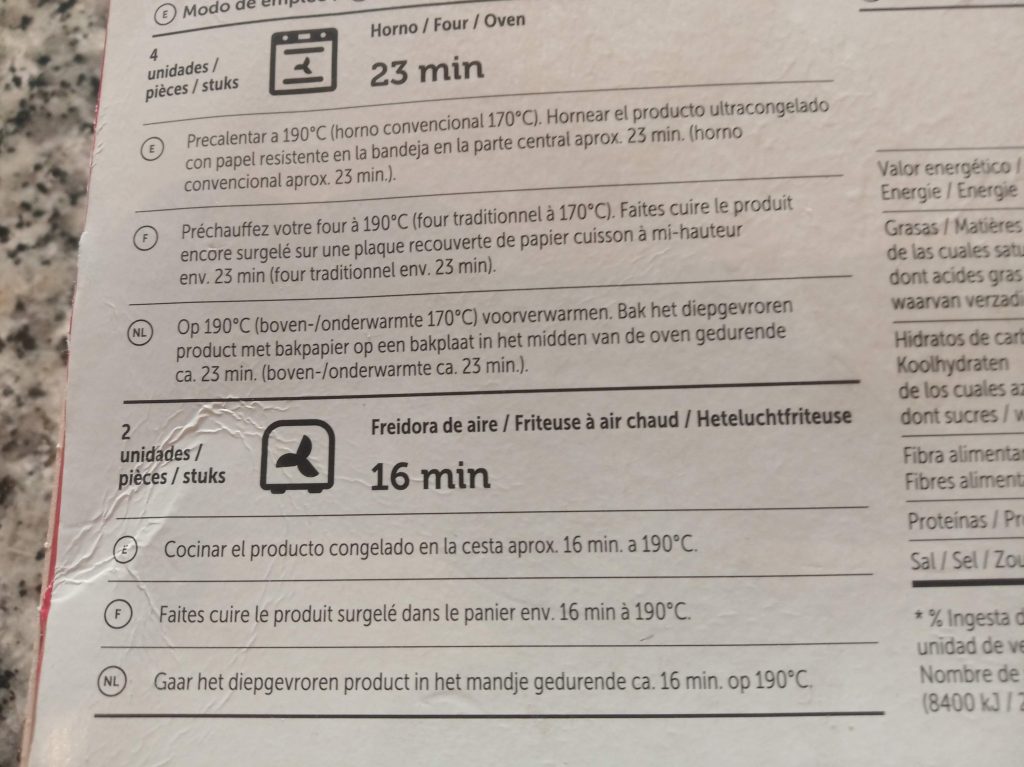 E Modo de empleo
4
unidades /
pièces / stuks
Horno / Four / Oven
23 min
E Precalentar a 190°C (horno convencional 170°C). Hornear el producto ultracongelado
con papel resistente en la bandeja en la parte central aprox. 23 min. (horno
convencional aprox. 23 min.).
F Préchauffez votre four à 190°C (four traditionnel à 170°C). Faites cuire le produit
encore surgelé sur une plaque recouverte de papier cuisson à mi-hauteur
env. 23 min (four traditionnel env. 23 min).
NL Op 190°C (boven-/onderwarmte 170°C) voorverwarmen. Bak het diepgevroren
product met bakpapier op een bakplaat in het midden van de oven gedurende
ca. 23 min. (boven-/onderwarmte ca. 23 min.).
2
unidades /
pièces / stuks
Freidora de aire / Friteuse à air chaud / Heteluchtfriteuse
16 min
E Cocinar el producto congelado en la cesta aprox. 16 min. a 190°C.
F Faites cuire le produit surgelé dans le panier env. 16 min à 190°C.
NL Gaar het diepgevroren product in het mandje gedurende ca. 16 min. op 190°C.
Valor energético /
Energie / Energie
Grasas / Matières
de las cuales satu
dont acides gras
waarvan verzadi
Hidratos de car
Koolhydraten
de los cuales az
dont sucres / w
Fibra alimentar
Fibres aliment
Proteínas / Pr
Sal / Sel / Zou
* % Ingesta d
unidad de ve
Nombre de
(8400 kJ / 2